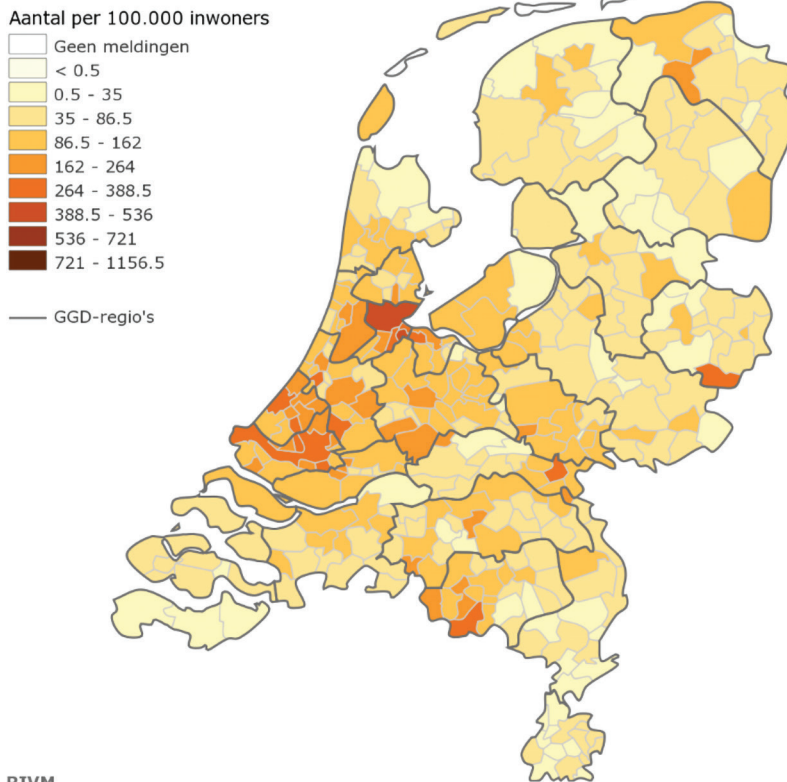 Aantal per 100.000 inwoners
Geen meldingen
< 0.5
0.5 - 35
35 - 86.5
86.5 - 162
162 - 264
264 - 388.5
388.5 - 536
536 - 721
721 - 1156.5
GGD-regio's
RIVM